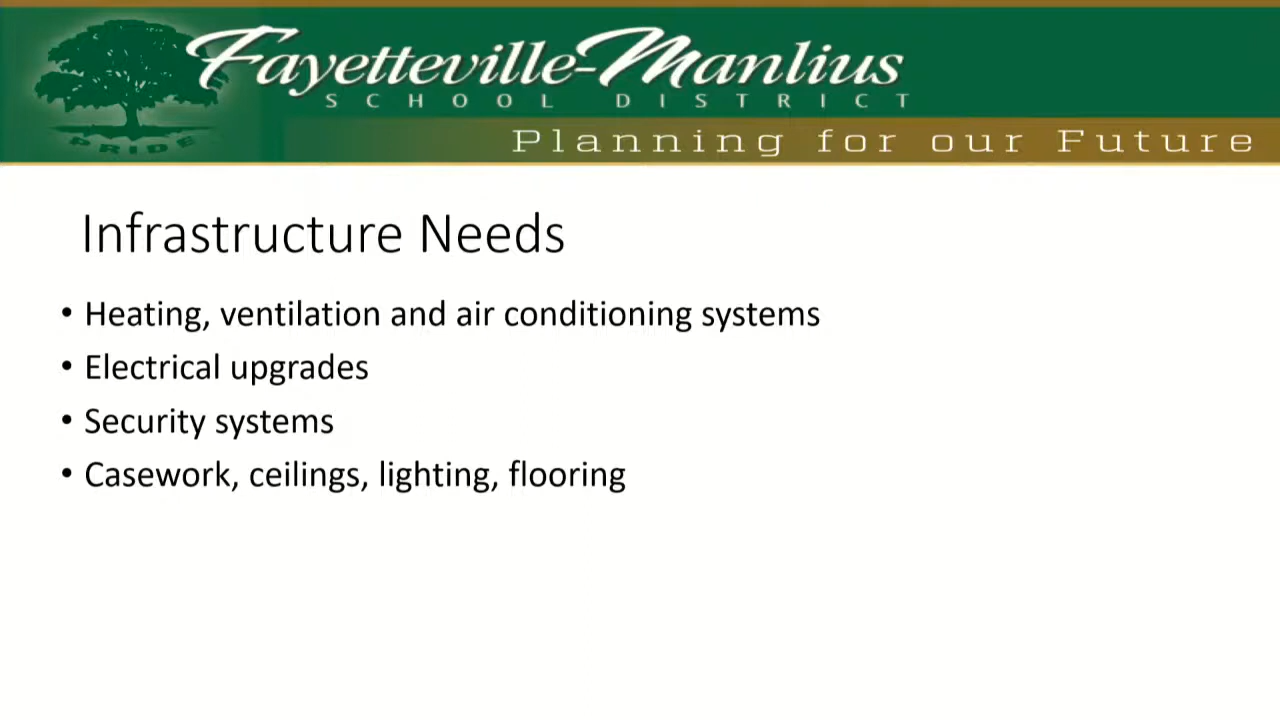 Fayetteville-Manlius
SCHOOL DISTRICT
PRIDE
Planning for our Future
Infrastructure Needs
• Heating, ventilation and air conditioning systems
• Electrical upgrades
• Security systems
• Casework, ceilings, lighting, flooring